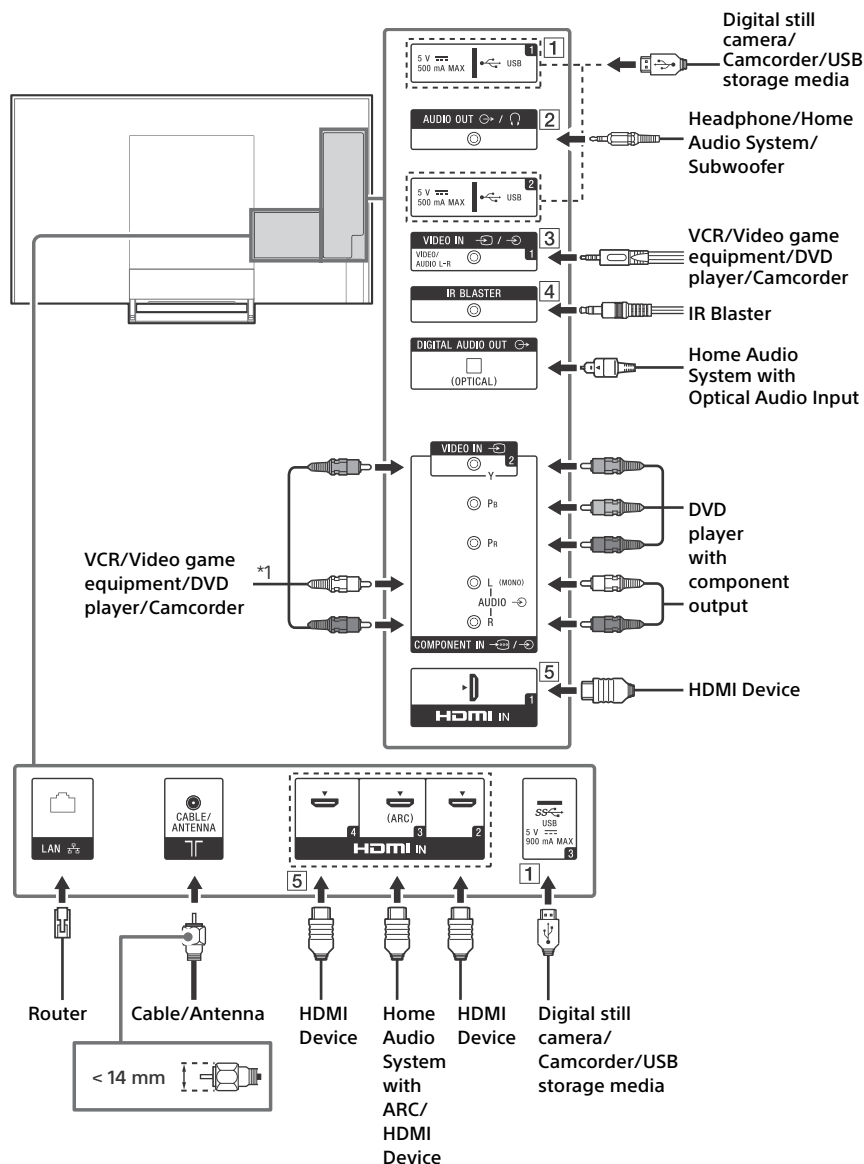 5 V
500 mA MAX
USB
1
1
Digital still
camera/
Camcorder/USB
storage media
AUDIO OUT /
2
Headphone/Home
Audio System/
Subwoofer
5 V
500 mA MAX
USB
2
VIDEO IN /
3
VIDEO/
AUDIO L-R
1
VCR/Video game
equipment/DVD
player/Camcorder
IR BLASTER
4
IR Blaster
DIGITAL AUDIO OUT
(OPTICAL)
Home Audio
System with
Optical Audio Input
VIDEO IN
2
Y
PB
PR
L (MONO)
AUDIO
R
COMPONENT IN /
VCR/Video game
equipment/DVD
player/Camcorder
*1
DVD
player
with
component
output
5
1
HDMI IN
HDMI Device
LAN
CABLE/
ANTENNA
4
(ARC)
3
2
HDMI IN
5
SS
USB
5 V
900 mA MAX
3
1
Router
Cable/Antenna
HDMI
Device
Home
Audio
System
with
ARC/
HDMI
Device
HDMI
Device
Digital still
camera/
Camcorder/USB
storage media
< 14 mm